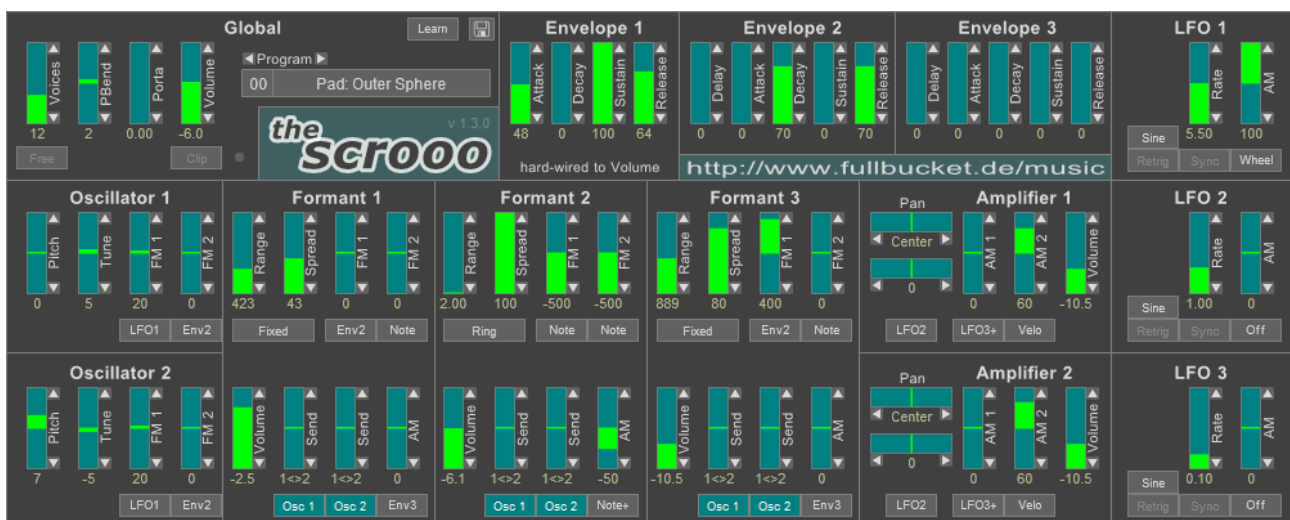 Global
Learn
Voices
PBend
Porta
Volume
12 2 0.00 -6.0
Free
Clip
Program
00 Pad: Outer Sphere
v 1.3.0
the
scrooo
Envelope 1
Attack
Decay
Sustain
Release
48 0 100 64
hard-wired to Volume
Envelope 2
Delay
Attack
Decay
Sustain
Release
0 0 70 0 70
Envelope 3
Delay
Attack
Decay
Sustain
Release
0 0 0 0 0
http://www.fullbucket.de/music
LFO 1
Rate
AM
Sine
5.50 100
Retrig Sync Wheel
Oscillator 1
Pitch
Tune
FM 1
FM 2
0 5 20 0
LFO1 Env2
Formant 1
Range
Spread
FM 1
FM 2
423 43 0 0
Fixed Env2 Note
Formant 2
Range
Spread
FM 1
FM 2
2.00 100 -500 -500
Ring Note Note
Formant 3
Range
Spread
FM 1
FM 2
889 80 400 0
Fixed Env2 Note
Amplifier 1
Pan
Center
0
AM 1
AM 2
Volume
0 60 -10.5
LFO2 LFO3+ Velo
LFO 2
Rate
AM
Sine
1.00 0
Retrig Sync Off
Oscillator 2
Pitch
Tune
FM 1
FM 2
7 -5 20 0
LFO1 Env2
Volume
Send
Send
AM
-2.5 1<>2 1<>2 0
Osc 1 Osc 2 Env3
Volume
Send
Send
AM
-6.1 1<>2 1<>2 -50
Osc 1 Osc 2 Note+
Volume
Send
Send
AM
-10.5 1<>2 1<>2 0
Osc 1 Osc 2 Env3
Amplifier 2
Pan
Center
0
AM 1
AM 2
Volume
0 60 -10.5
LFO2 LFO3+ Velo
LFO 3
Rate
AM
Sine
0.10 0
Retrig Sync Off